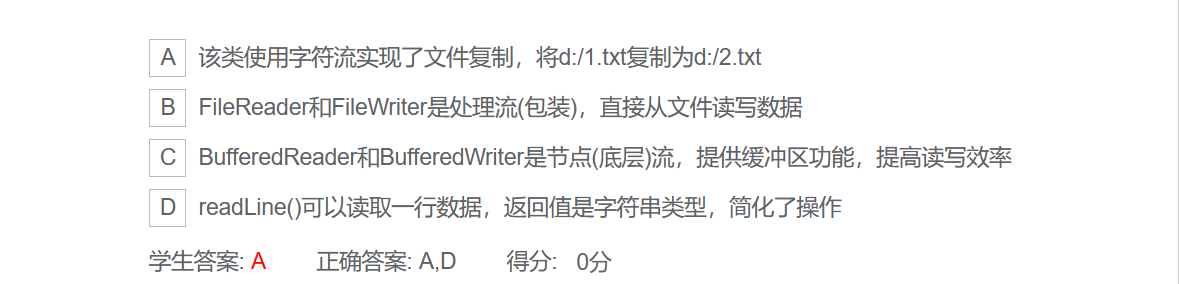 A 该类使用字符流实现了文件复制，将d:/1.txt复制为d:/2.txt
B FileReader和FileWriter是处理流(包装)，直接从文件读写数据
C BufferedReader和BufferedWriter是节点(底层)流，提供缓冲区功能，提高读写效率
D readLine()可以读取一行数据，返回值是字符串类型，简化了操作
学生答案: A 正确答案: A,D 得分: 0分